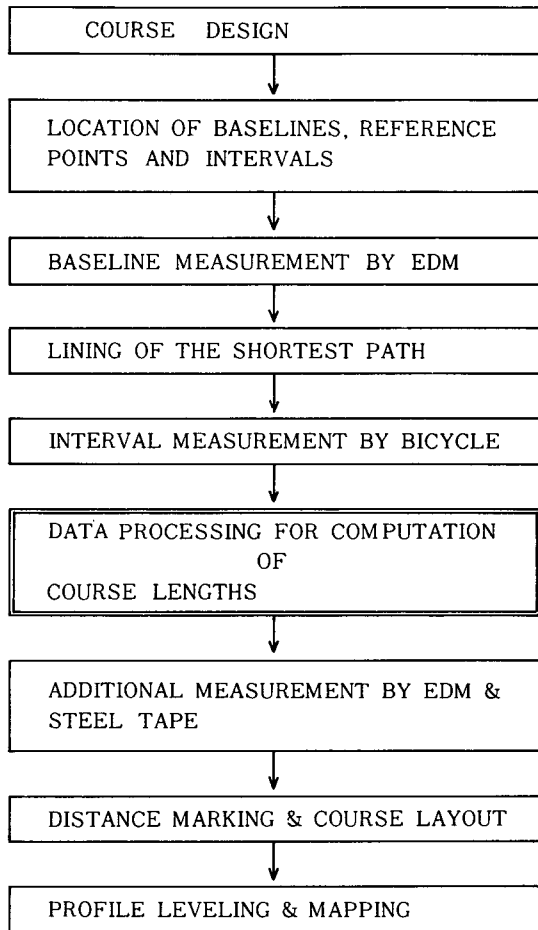 COURSE DESIGN
LOCATION OF BASELINES, REFERENCE
POINTS AND INTERVALS
BASELINE MEASUREMENT BY EDM
LINING OF THE SHORTEST PATH
INTERVAL MEASUREMENT BY BICYCLE
DATA PROCESSING FOR COMPUTATION
OF
COURSE LENGTHS
ADDITIONAL MEASUREMENT BY EDM &
STEEL TAPE
DISTANCE MARKING & COURSE LAYOUT
PROFILE LEVELING & MAPPING